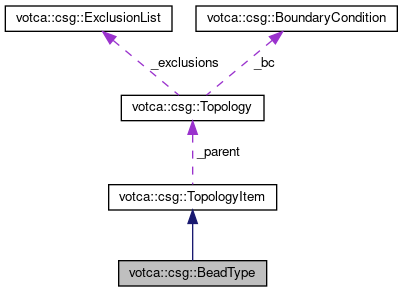 votca::csg::ExclusionList
votca::csg::BoundaryCondition
_exclusions
_bc
votca::csg::Topology
_parent
votca::csg::TopologyItem
votca::csg::BeadType